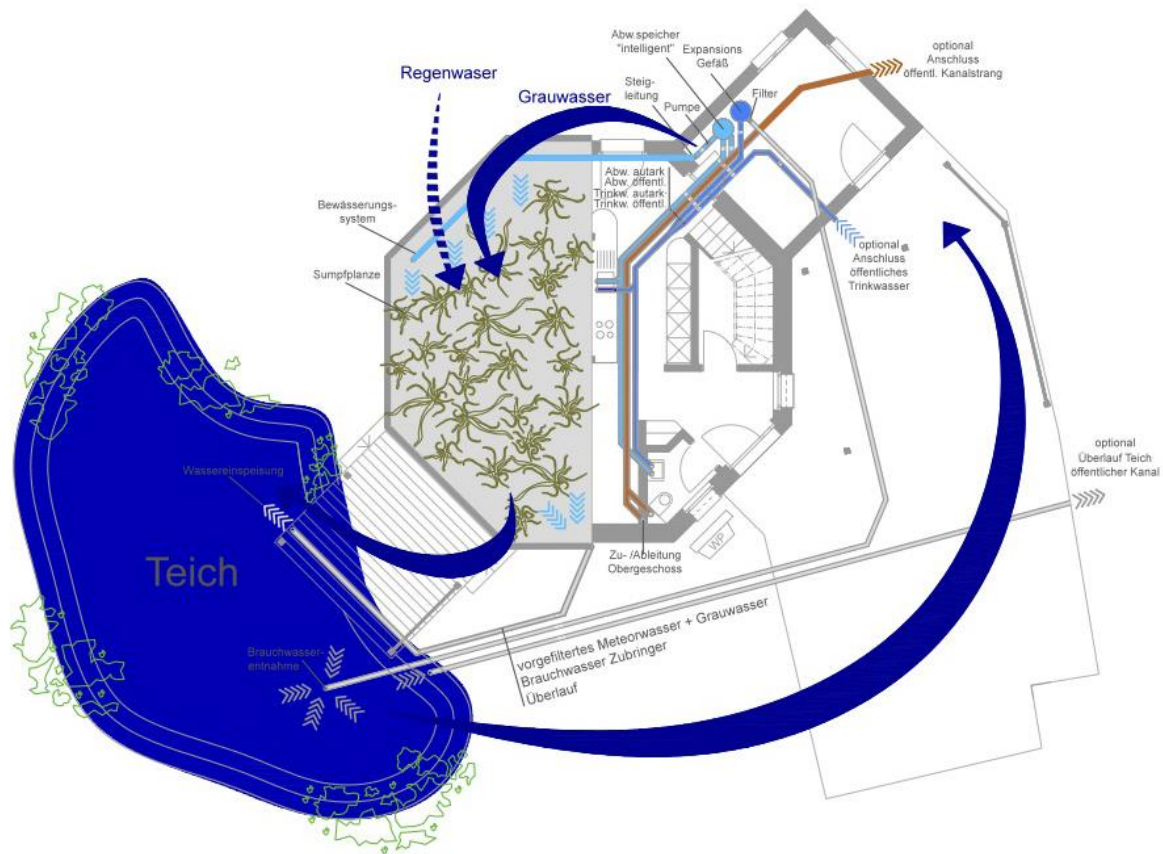 Abw.speicher
"intelligent"
Expansions
Gefäß
optional
Anschluss
öffentl. Kanalstrang
Regenwaser
Steig-
leitung
Filter
Grauwasser
Pumpe
Abw. autark
Abw. öffentl.
Trinkw. autark
Trinkw. öffentl.
Bewässerungs-
system
optional
Anschluss
öffentliches
Trinkwasser
Sumpfplanze
optional
Überlauf Teich
öffentlicher Kanal
Wassereinspeisung
WP
Zu- /Ableitung
Obergeschoss
Teich
vorgefiltertes Meteorwasser + Grauwasser
Brauchwasser Zubringer
Überlauf
Brauchwasser-
entnahme